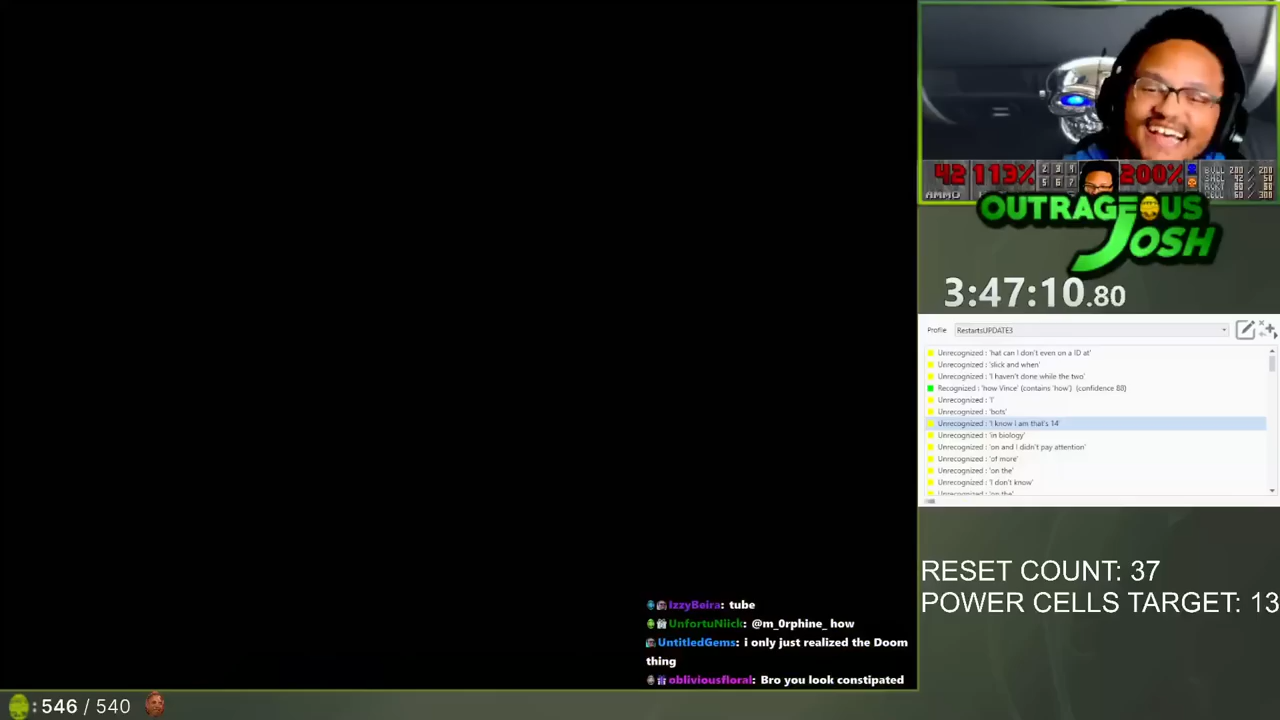 42 113% 200%
AMMO
OUTRAGEOUS
JOSH
3:47:10.80
Profile RestartsUPDATE3
Unrecognized : 'hat can I don't even on a ID at'
Unrecognized : 'slick and when'
Unrecognized : 'I haven't done while the two'
Recognized : 'how Vince' (contains 'how') (confidence 88)
Unrecognized : 'I'
Unrecognized : 'bots'
Unrecognized : 'I know I am that's 14'
Unrecognized : 'in biology'
Unrecognized : 'on and I didn't pay attention'
Unrecognized : 'of more'
Unrecognized : 'on the'
Unrecognized : 'I don't know'
Unrecognized : 'on the'
RESET COUNT: 37
POWER CELLS TARGET: 13
IzzyBeira: tube
UnfortuNiick: @m_0rphine_ how
UntitledGems: i only just realized the Doom
thing
obliviousfloral: Bro you look constipated
: 546 / 540